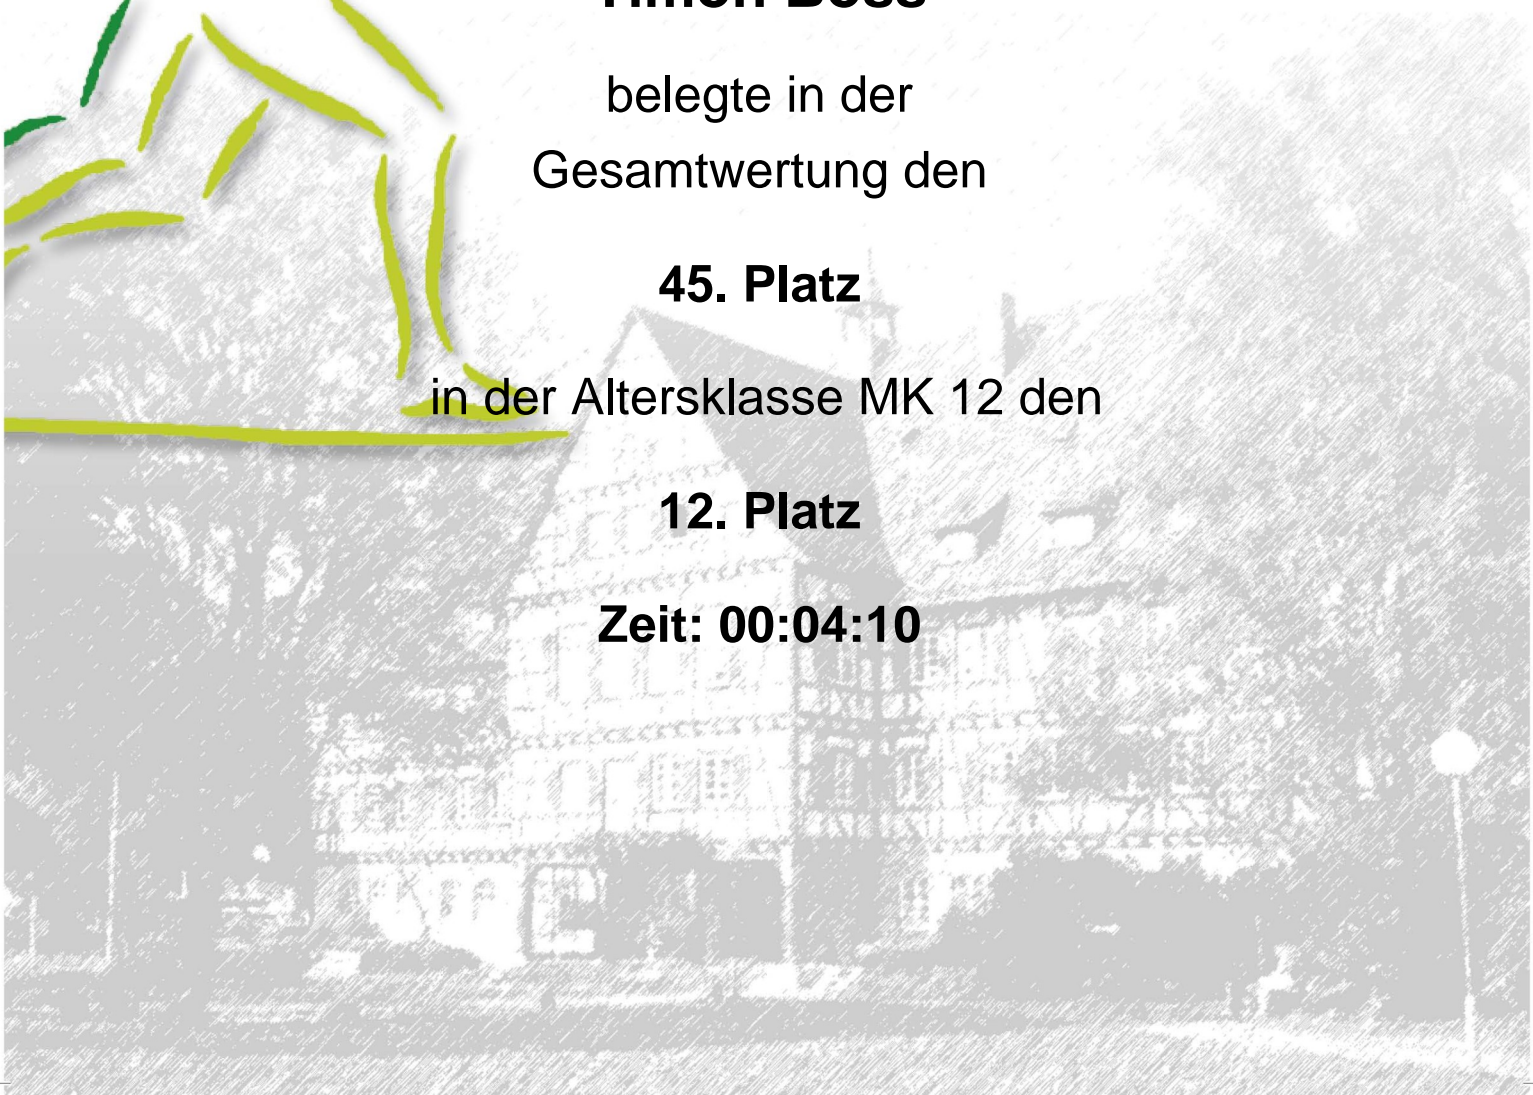 belegte in der
Gesamtwertung den
45. Platz
in der Altersklasse MK 12 den
12. Platz
Zeit: 00:04:10